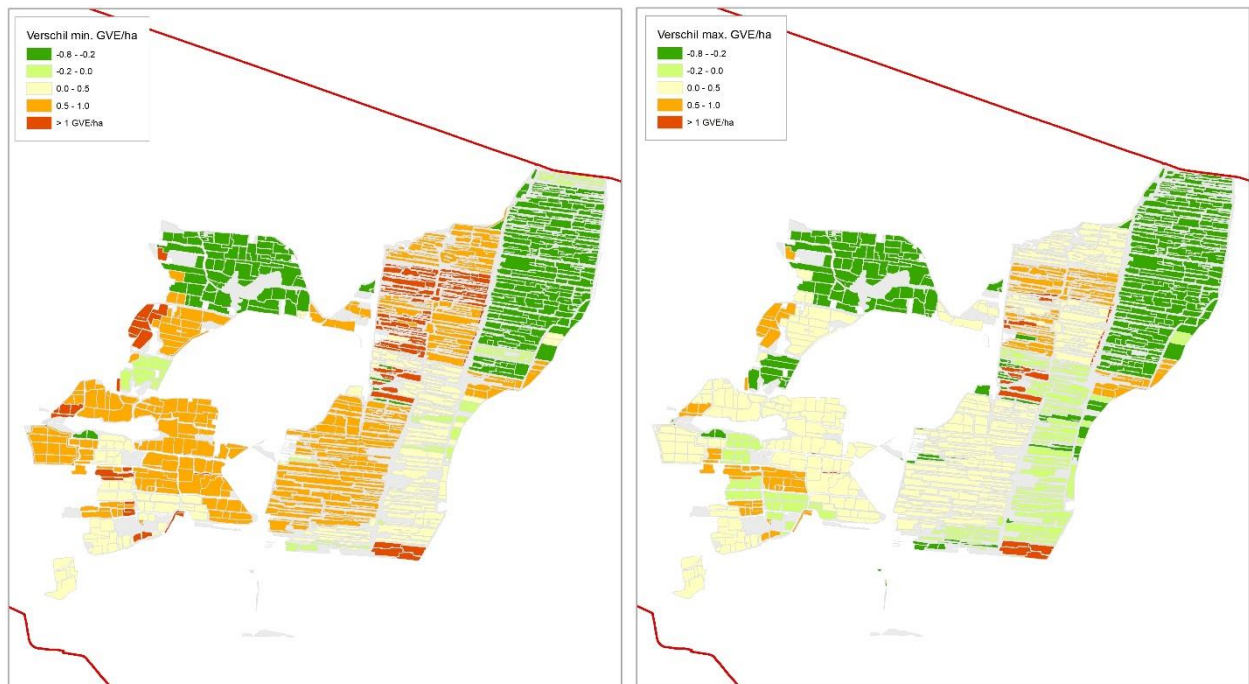 Verschil min. GVE/ha
-0.8 - -0.2
-0.2 - 0.0
0.0 - 0.5
0.5 - 1.0
> 1 GVE/ha
Verschil max. GVE/ha
-0.8 - -0.2
-0.2 - 0.0
0.0 - 0.5
0.5 - 1.0
> 1 GVE/ha